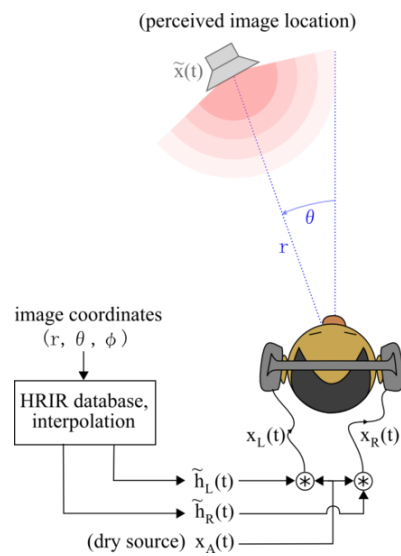 (perceived image location)
x̃(t)
θ
r
image coordinates
(r, θ, ϕ)
HRIR database,
interpolation
x_L(t) x_R(t)
h̃_L(t)
h̃_R(t)
(dry source) x_A(t)